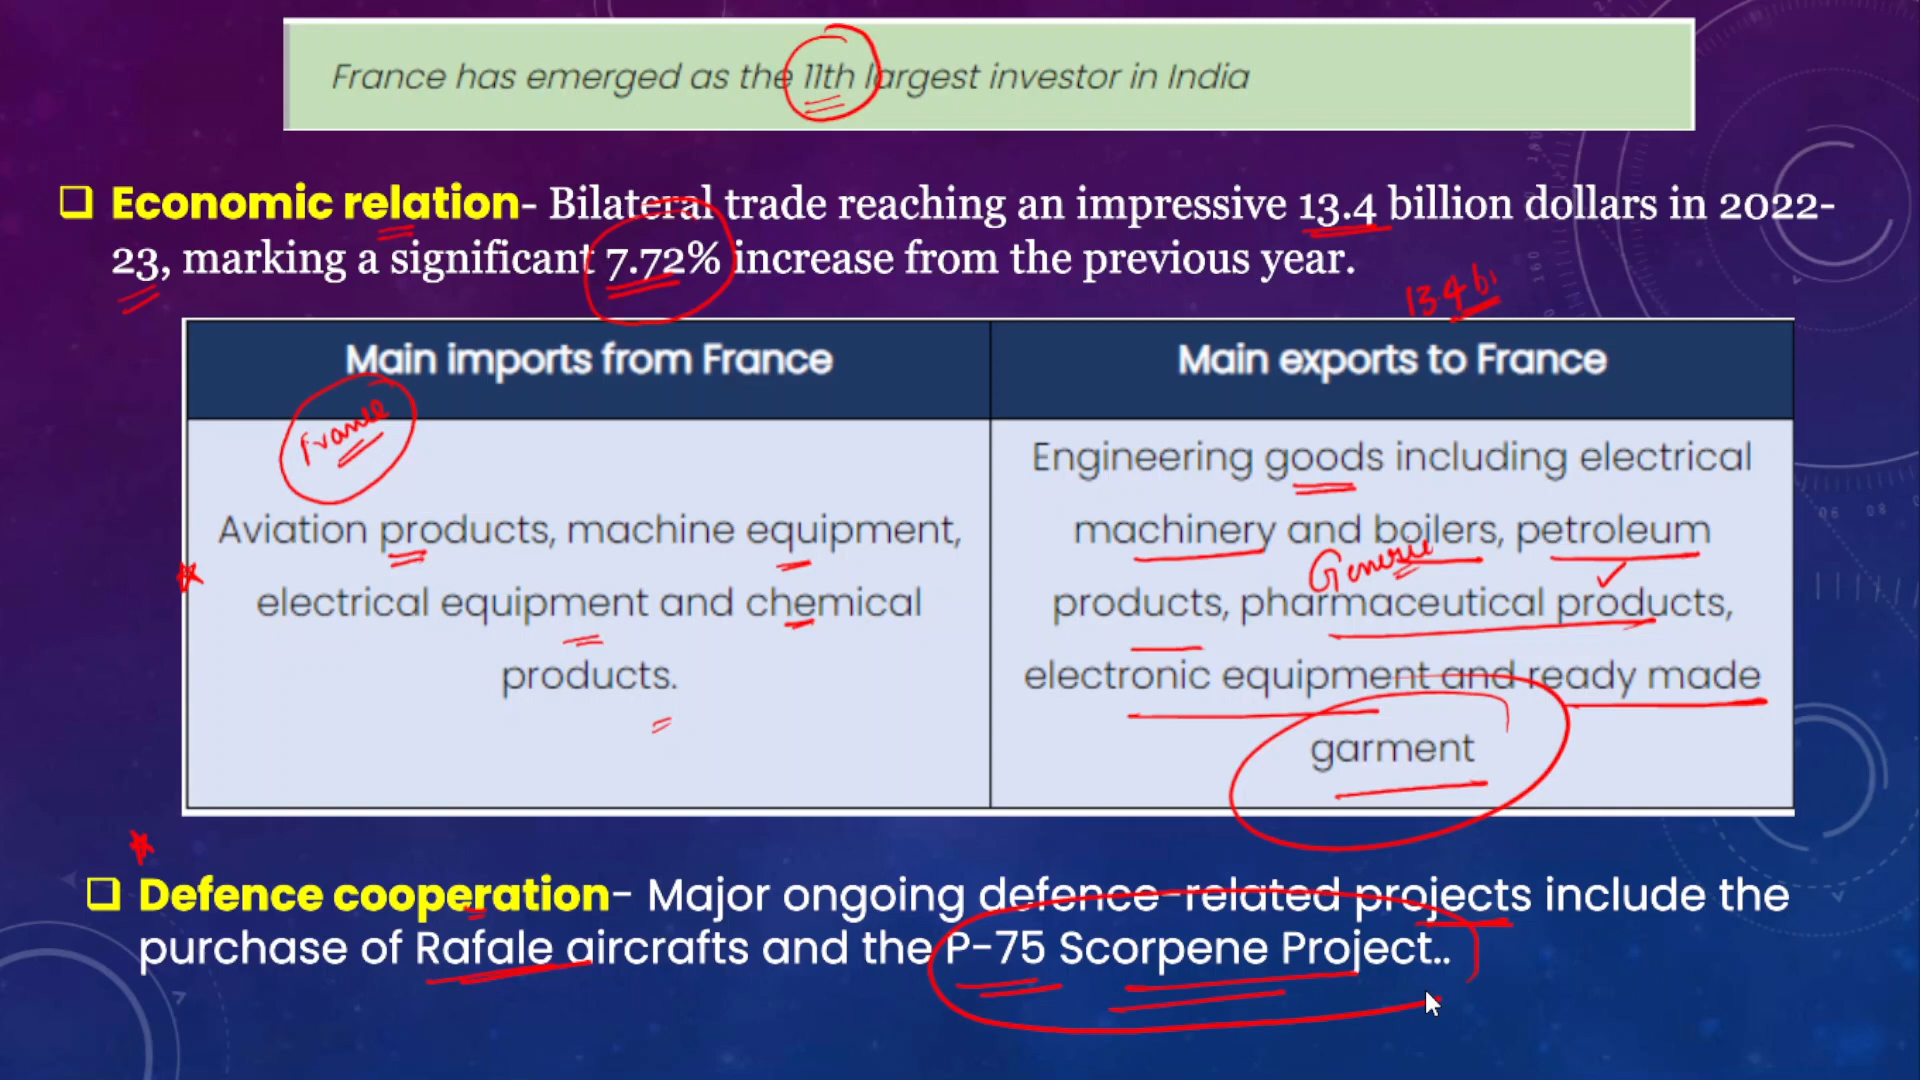 France has emerged as the 11th largest investor in India
Economic relation- Bilateral trade reaching an impressive 13.4 billion dollars in 2022-
23, marking a significant 7.72% increase from the previous year.
13.4 bi
Main imports from France
Main exports to France
France
Aviation products, machine equipment,
electrical equipment and chemical
products.
Engineering goods including electrical
machinery and boilers, petroleum
Generic
products, pharmaceutical products,
electronic equipment and ready made
garment
Defence cooperation- Major ongoing defence-related projects include the
purchase of Rafale aircrafts and the P-75 Scorpene Project..